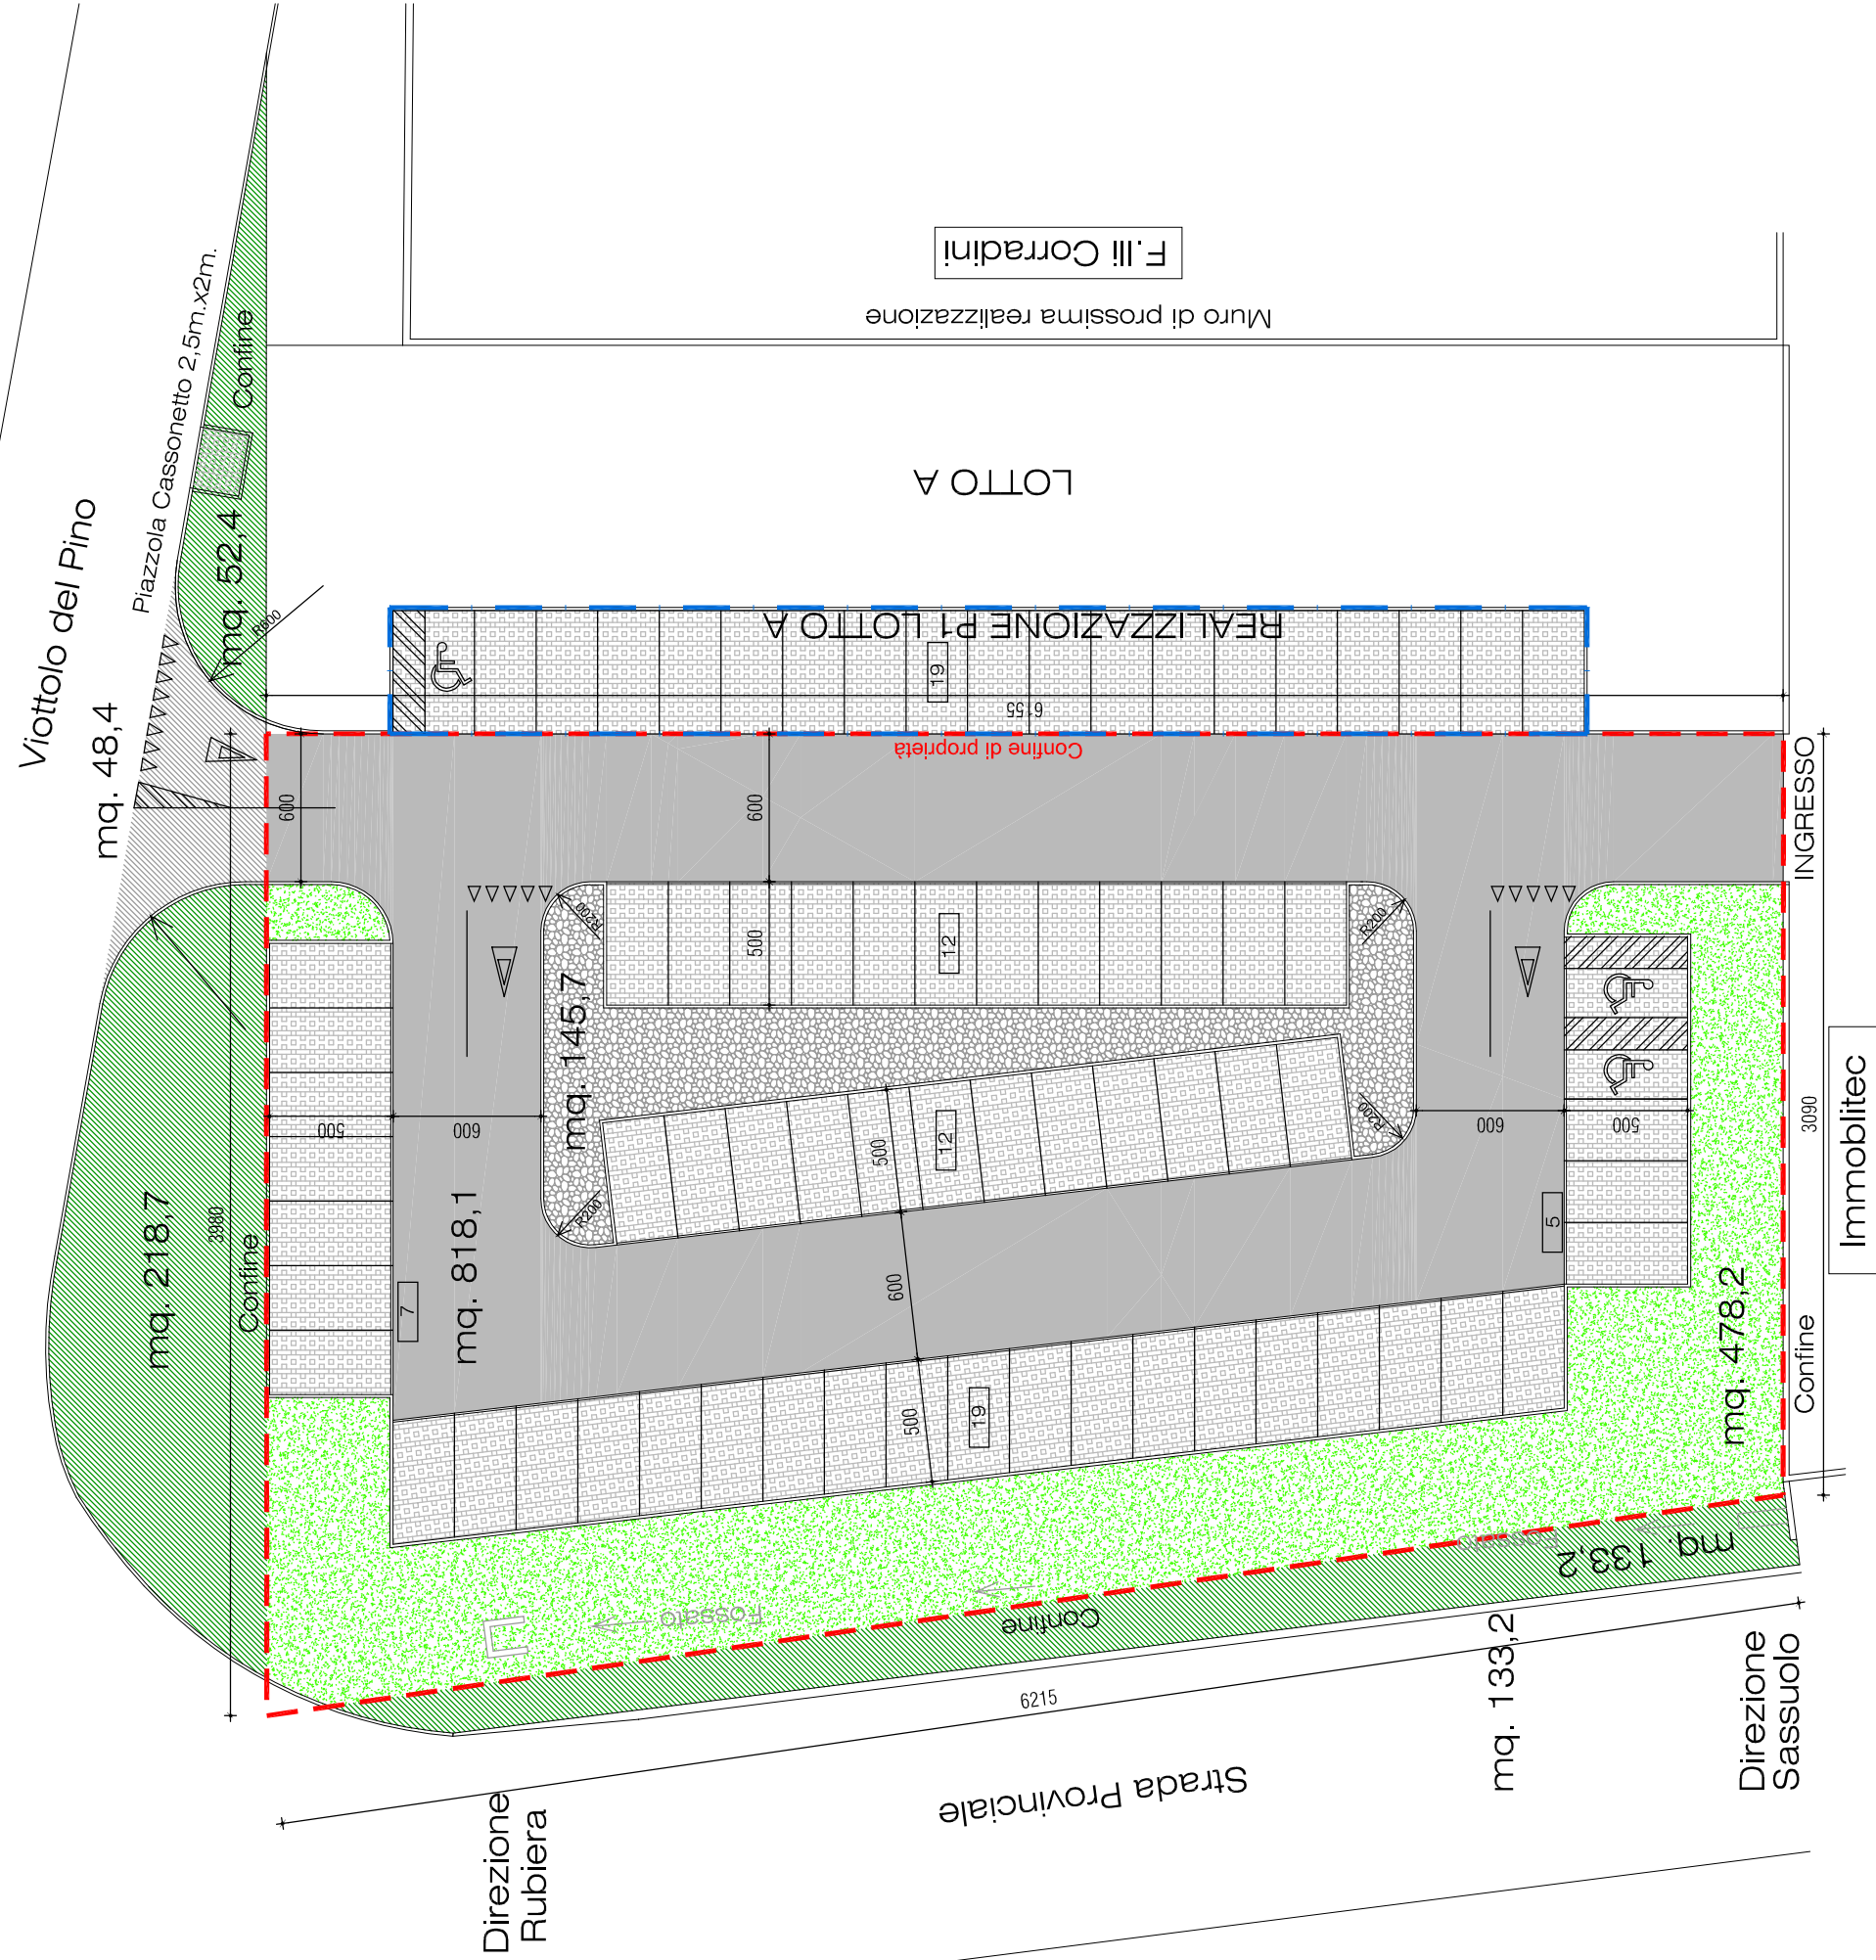 Viottolo del Pino
mq. 48,4
Piazzola Cassonetto 2,5m.x2m.
Confine
mq. 52,4
R600
F.lli Corradini
Muro di prossima realizzazione
LOTTO A
REALIZZAZIONE P1 LOTTO A
19
6155
Confine di proprietà
INGRESSO
600
600
500
12
R200
R200
mq. 145,7
500
600
mq. 218,7
3980
Confine
7
mq. 818,1
R200
R200
500
12
600
600
500
5
3090
Immoblitec
500
19
mq. 478,2
Confine
Fossato
Fossato
Confine
mq. 133,2
mq. 133,2
6215
Strada Provinciale
Direzione
Rubiera
Direzione
Sassuolo